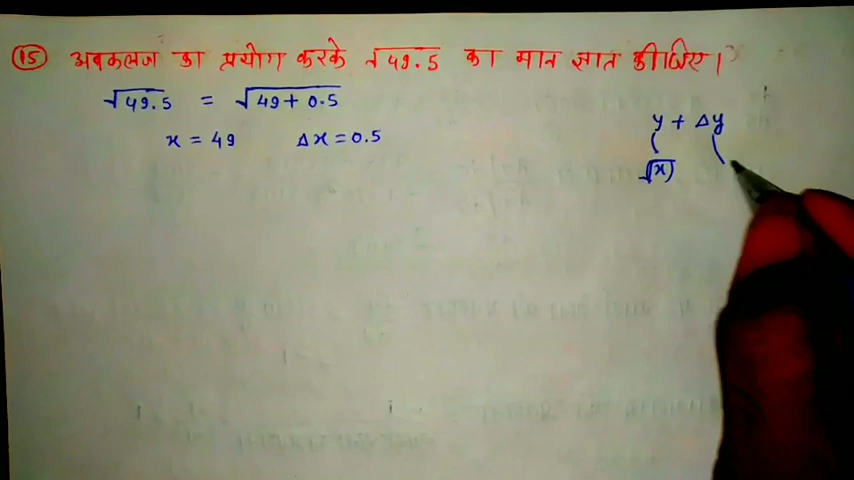 15 अवकलज का प्रयोग करके √49.5 का मान ज्ञात कीजिए।
√49.5 = √49+0.5
x = 49 Δx = 0.5
y + Δy
√(x)